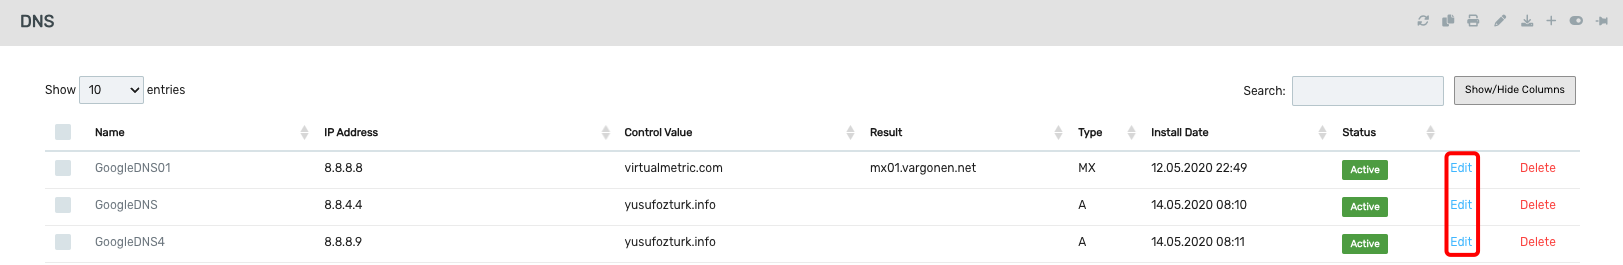 DNS
Show 10 entries Search: Show/Hide Columns
Name IP Address Control Value Result Type Install Date Status
GoogleDNS01 8.8.8.8 virtualmetric.com mx01.vargonen.net MX 12.05.2020 22:49 Active Edit Delete
GoogleDNS 8.8.4.4 yusufozturk.info A 14.05.2020 08:10 Active Edit Delete
GoogleDNS4 8.8.8.9 yusufozturk.info A 14.05.2020 08:11 Active Edit Delete